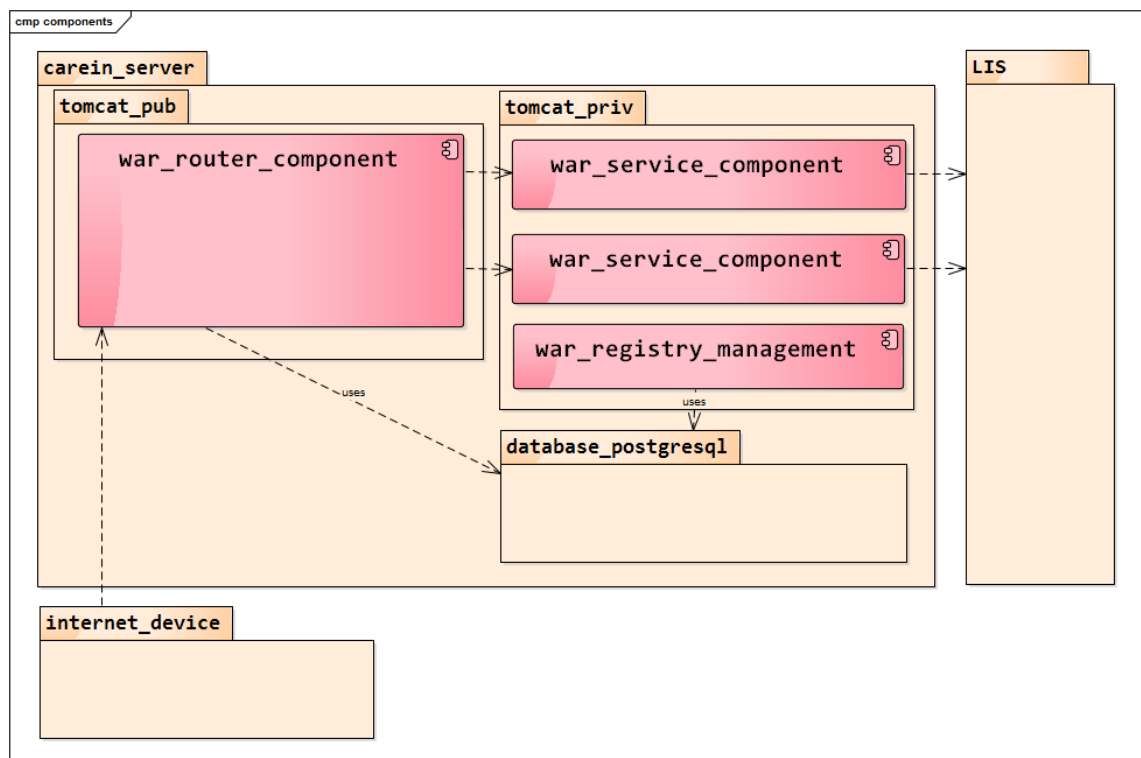 cmp components
carein_server
LIS
tomcat_pub
tomcat_priv
war_router_component
war_service_component
war_service_component
war_registry_management
uses
uses
database_postgresql
internet_device